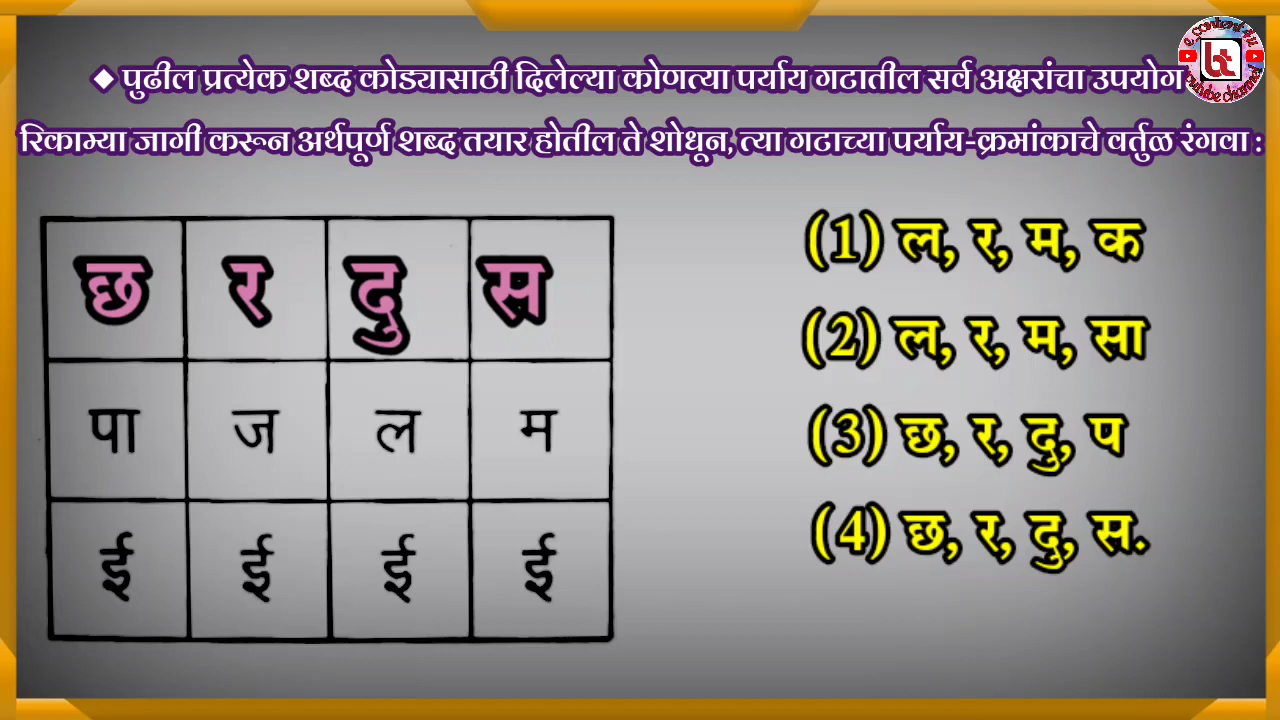 ◆ पुढील प्रत्येक शब्द कोड्यासाठी दिलेल्या कोणत्या पर्याय गटातील सर्व अक्षरांचा उपयोग
रिकाम्या जागी करून अर्थपूर्ण शब्द तयार होतील ते शोधून, त्या गटाच्या पर्याय-क्रमांकाचे वर्तुळ रंगवा :
छ र दु स
पा ज ल म
ई ई ई ई
(1) ल, र, म, क
(2) ल, र, म, सा
(3) छ, र, दु, प
(4) छ, र, दु, स.